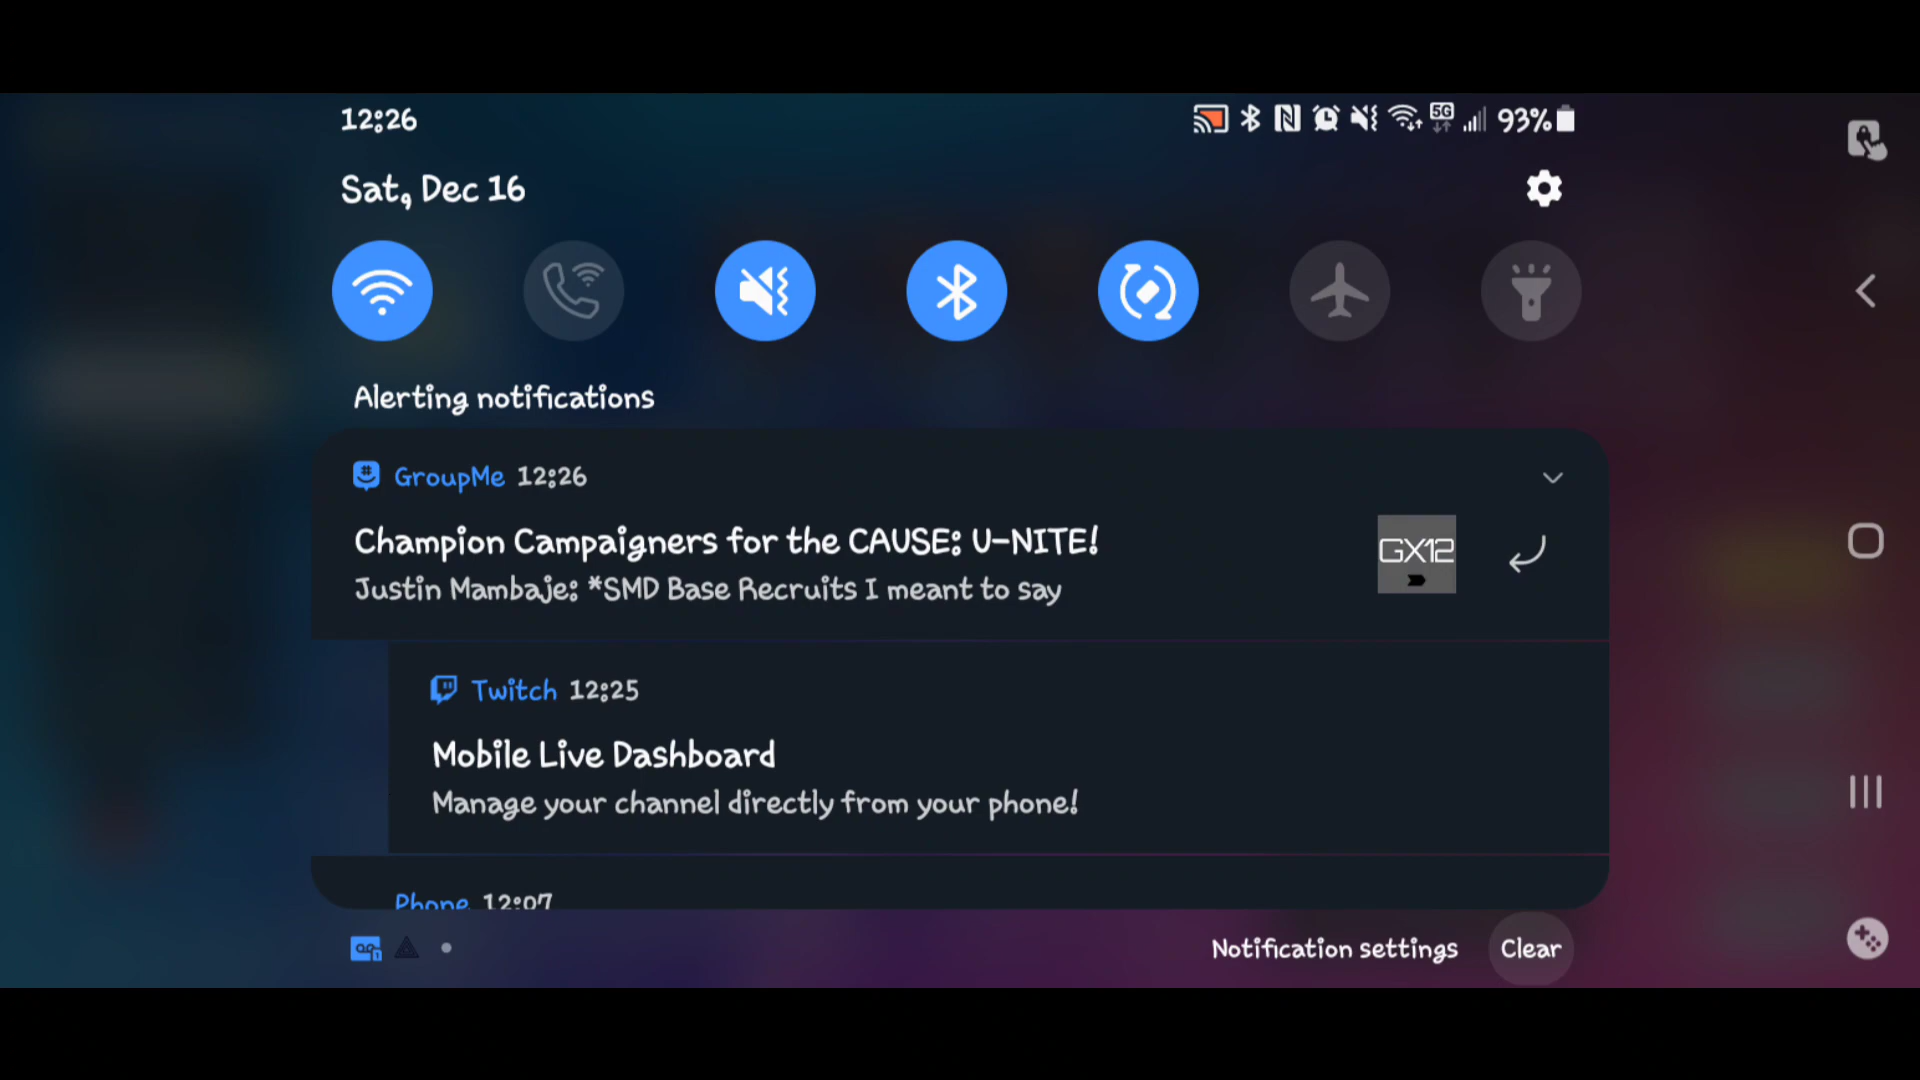 12:26
5G
93%
Sat, Dec 16
Alerting notifications
GroupMe 12:26
Champion Campaigners for the CAUSE: U-NITE!
Justin Mambaje: *SMD Base Recruits I meant to say
GX12
Twitch 12:25
Mobile Live Dashboard
Manage your channel directly from your phone!
Phone 12:07
Notification settings
Clear